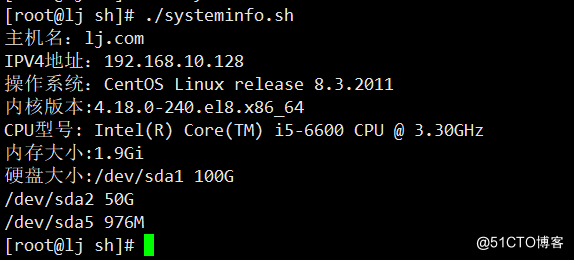 [root@lj sh]# ./systeminfo.sh
主机名：lj.com
IPV4地址：192.168.10.128
操作系统：CentOS Linux release 8.3.2011
内核版本:4.18.0-240.el8.x86_64
CPU型号: Intel(R) Core(TM) i5-6600 CPU @ 3.30GHz
内存大小:1.9Gi
硬盘大小:/dev/sda1 100G
/dev/sda2 50G
/dev/sda5 976M
[root@lj sh]#
@51CTO博客